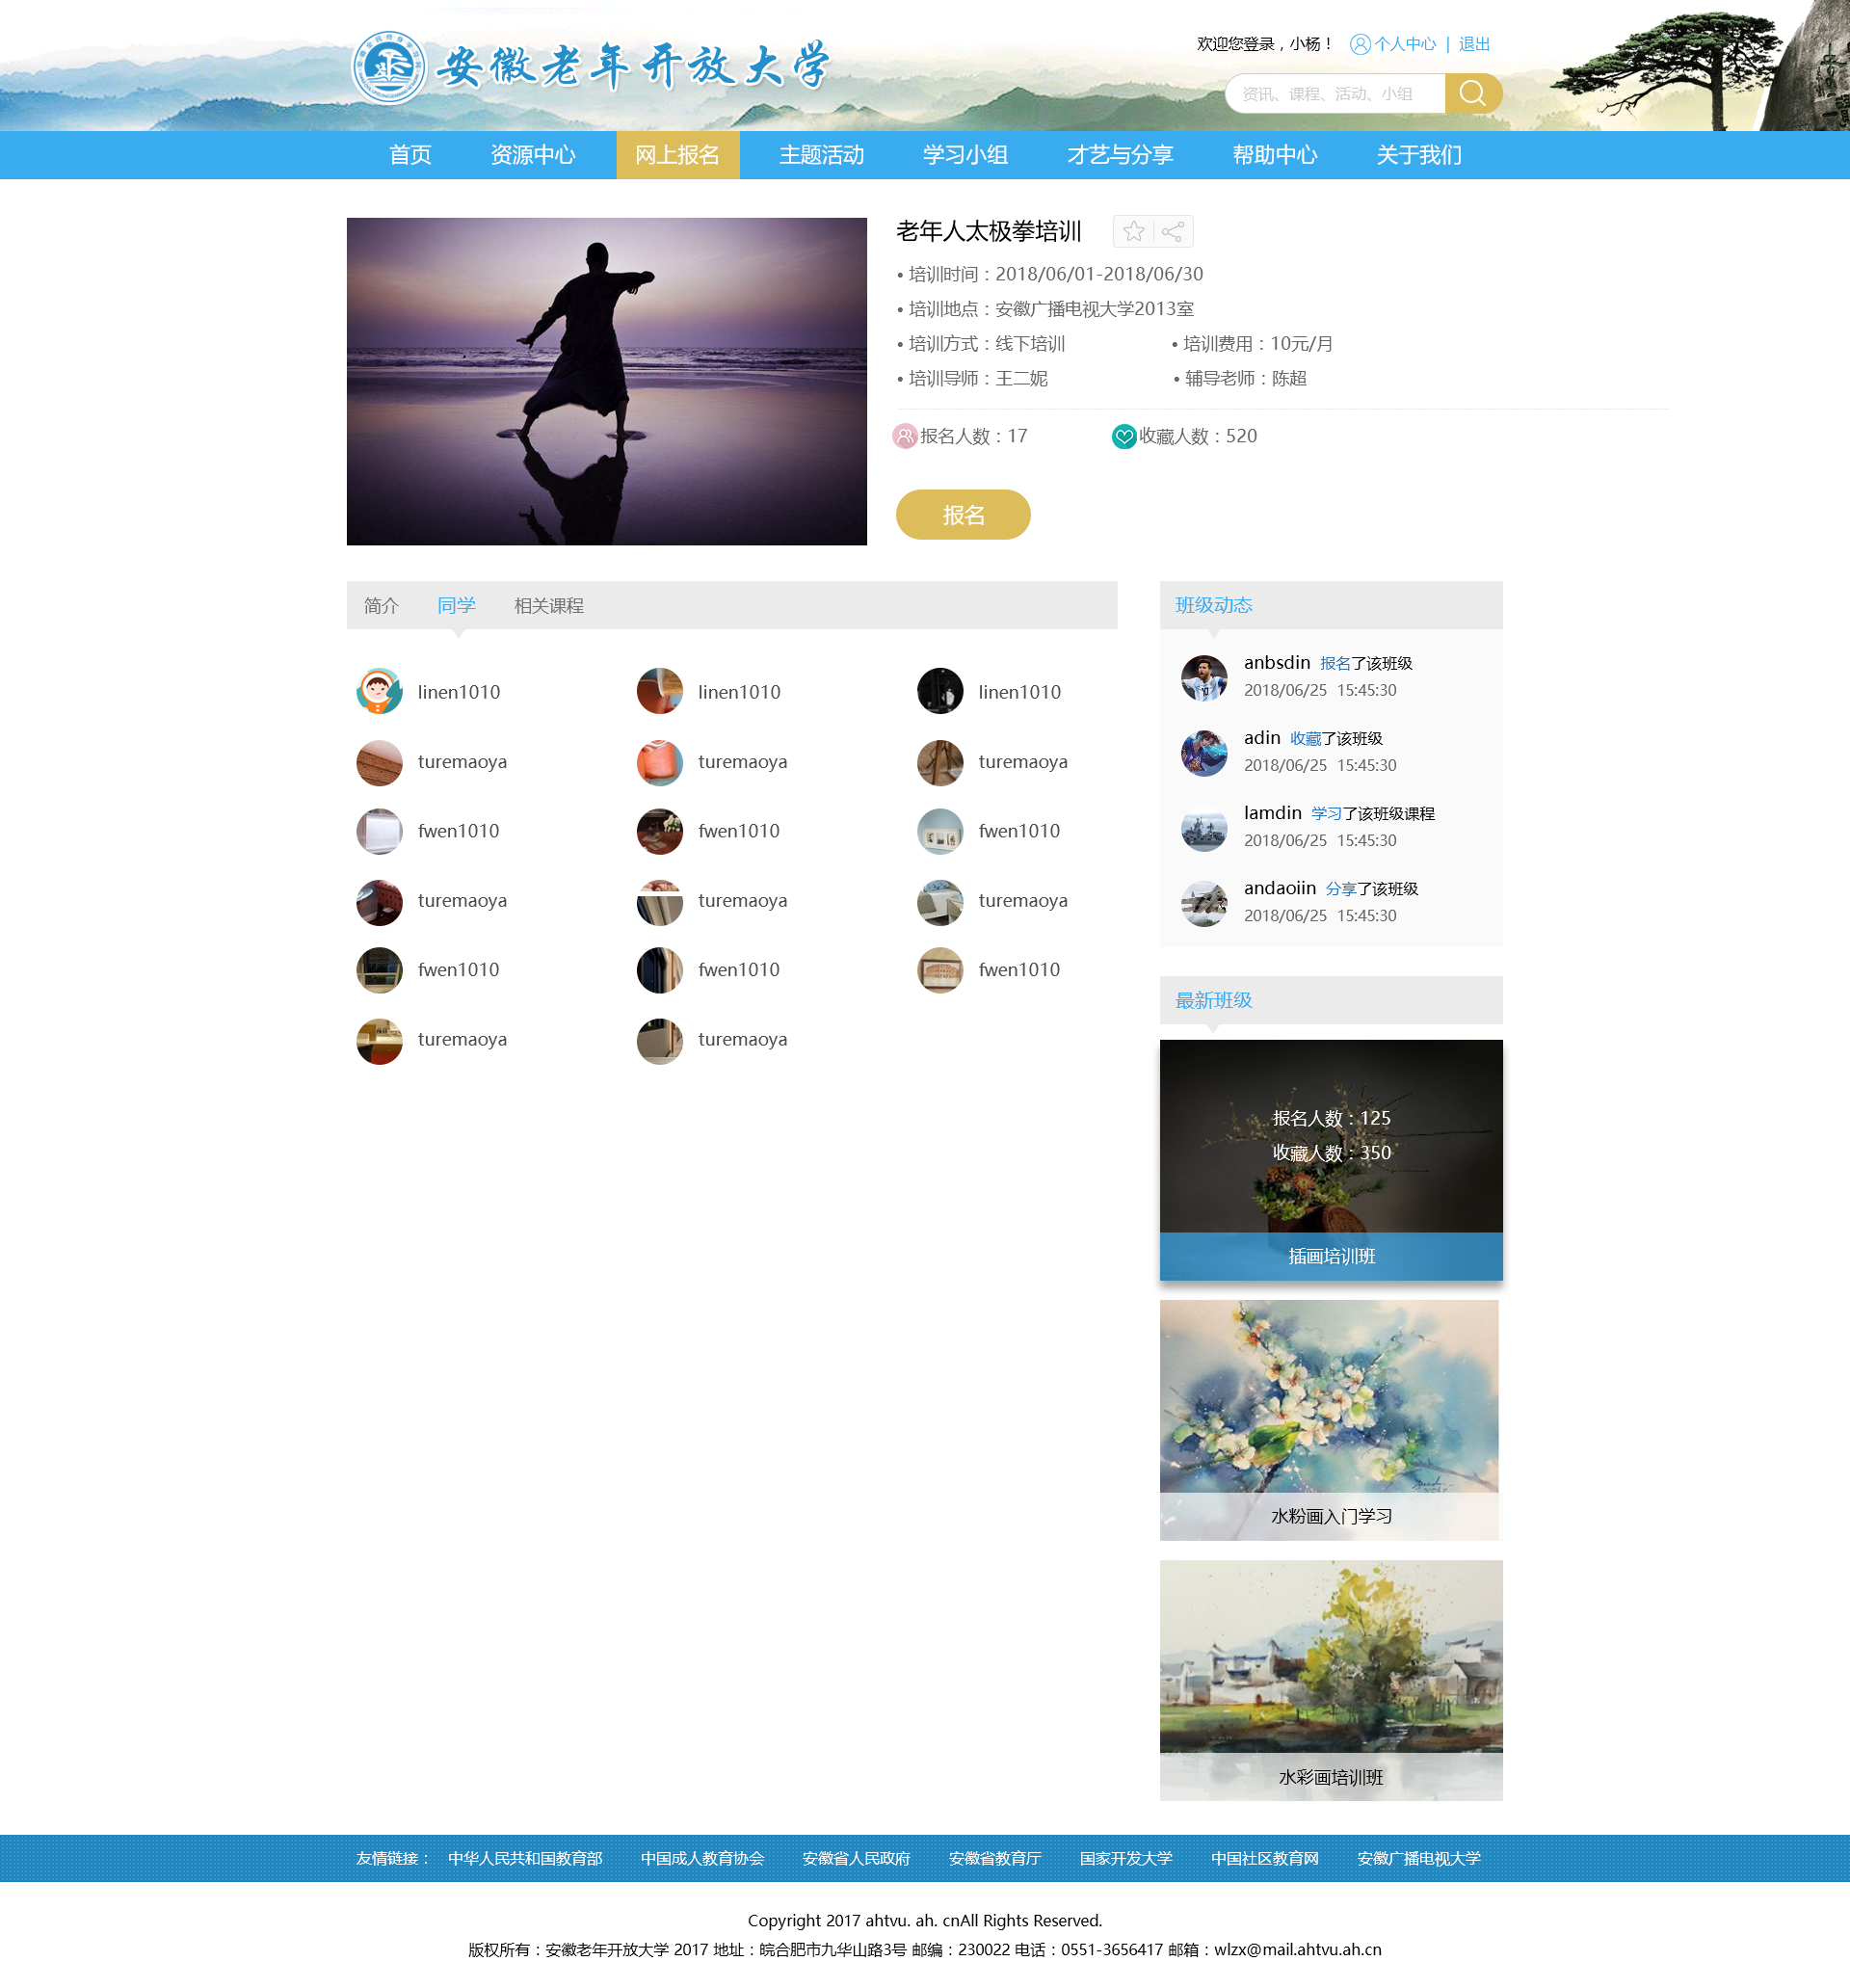 安徽老年开放大学
欢迎您登录，小杨！ 个人中心 | 退出
资讯、课程、活动、小组
首页 资源中心 网上报名 主题活动 学习小组 才艺与分享 帮助中心 关于我们
老年人太极拳培训
• 培训时间：2018/06/01-2018/06/30
• 培训地点：安徽广播电视大学2013室
• 培训方式：线下培训 • 培训费用：10元/月
• 培训导师：王二妮 • 辅导老师：陈超
报名人数：17 收藏人数：520
报名
简介 同学 相关课程
linen1010 linen1010 linen1010
turemaoya turemaoya turemaoya
fwen1010 fwen1010 fwen1010
turemaoya turemaoya turemaoya
fwen1010 fwen1010 fwen1010
turemaoya turemaoya
班级动态
anbsdin 报名了该班级
2018/06/25 15:45:30
adin 收藏了该班级
2018/06/25 15:45:30
lamdin 学习了该班级课程
2018/06/25 15:45:30
andaoiin 分享了该班级
2018/06/25 15:45:30
最新班级
报名人数：125
收藏人数：350
插画培训班
水粉画入门学习
水彩画培训班
友情链接： 中华人民共和国教育部 中国成人教育协会 安徽省人民政府 安徽省教育厅 国家开发大学 中国社区教育网 安徽广播电视大学
Copyright 2017 ahtvu. ah. cnAll Rights Reserved.
版权所有：安徽老年开放大学 2017 地址：皖合肥市九华山路3号 邮编：230022 电话：0551-3656417 邮箱：wlzx@mail.ahtvu.ah.cn